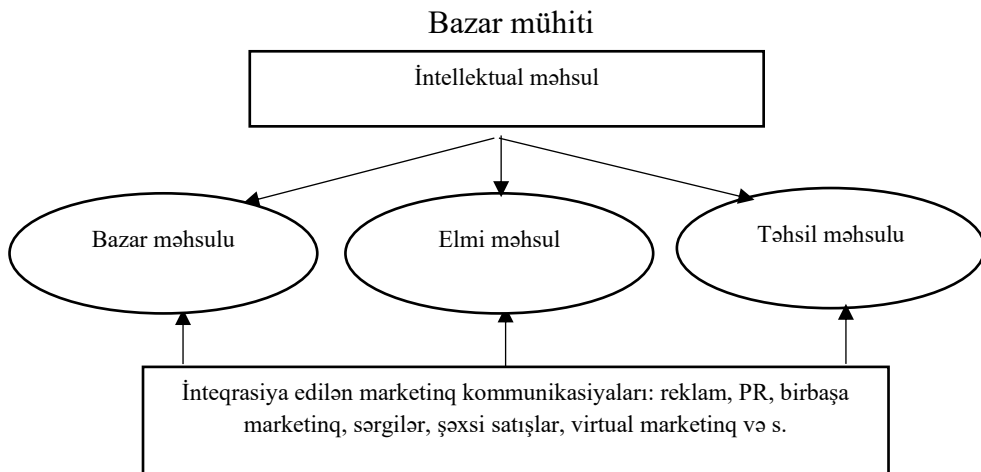 Bazar mühiti
İntellektual məhsul
Bazar məhsulu
Elmi məhsul
Təhsil məhsulu
İnteqrasiya edilən marketinq kommunikasiyaları: reklam, PR, birbaşa
marketinq, sərgilər, şəxsi satışlar, virtual marketinq və s.